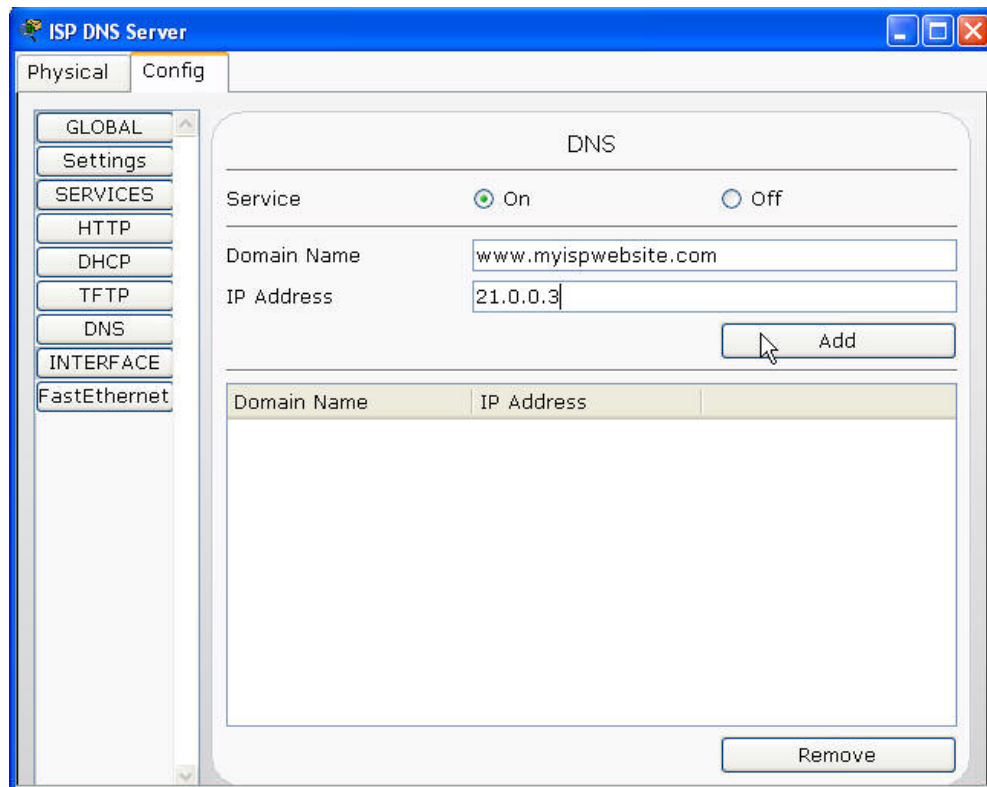 ISP DNS Server
Physical Config
GLOBAL
Settings
SERVICES
HTTP
DHCP
TFTP
DNS
INTERFACE
FastEthernet
DNS
Service On Off
Domain Name www.myispwebsite.com
IP Address 21.0.0.3
Add
Domain Name IP Address
Remove